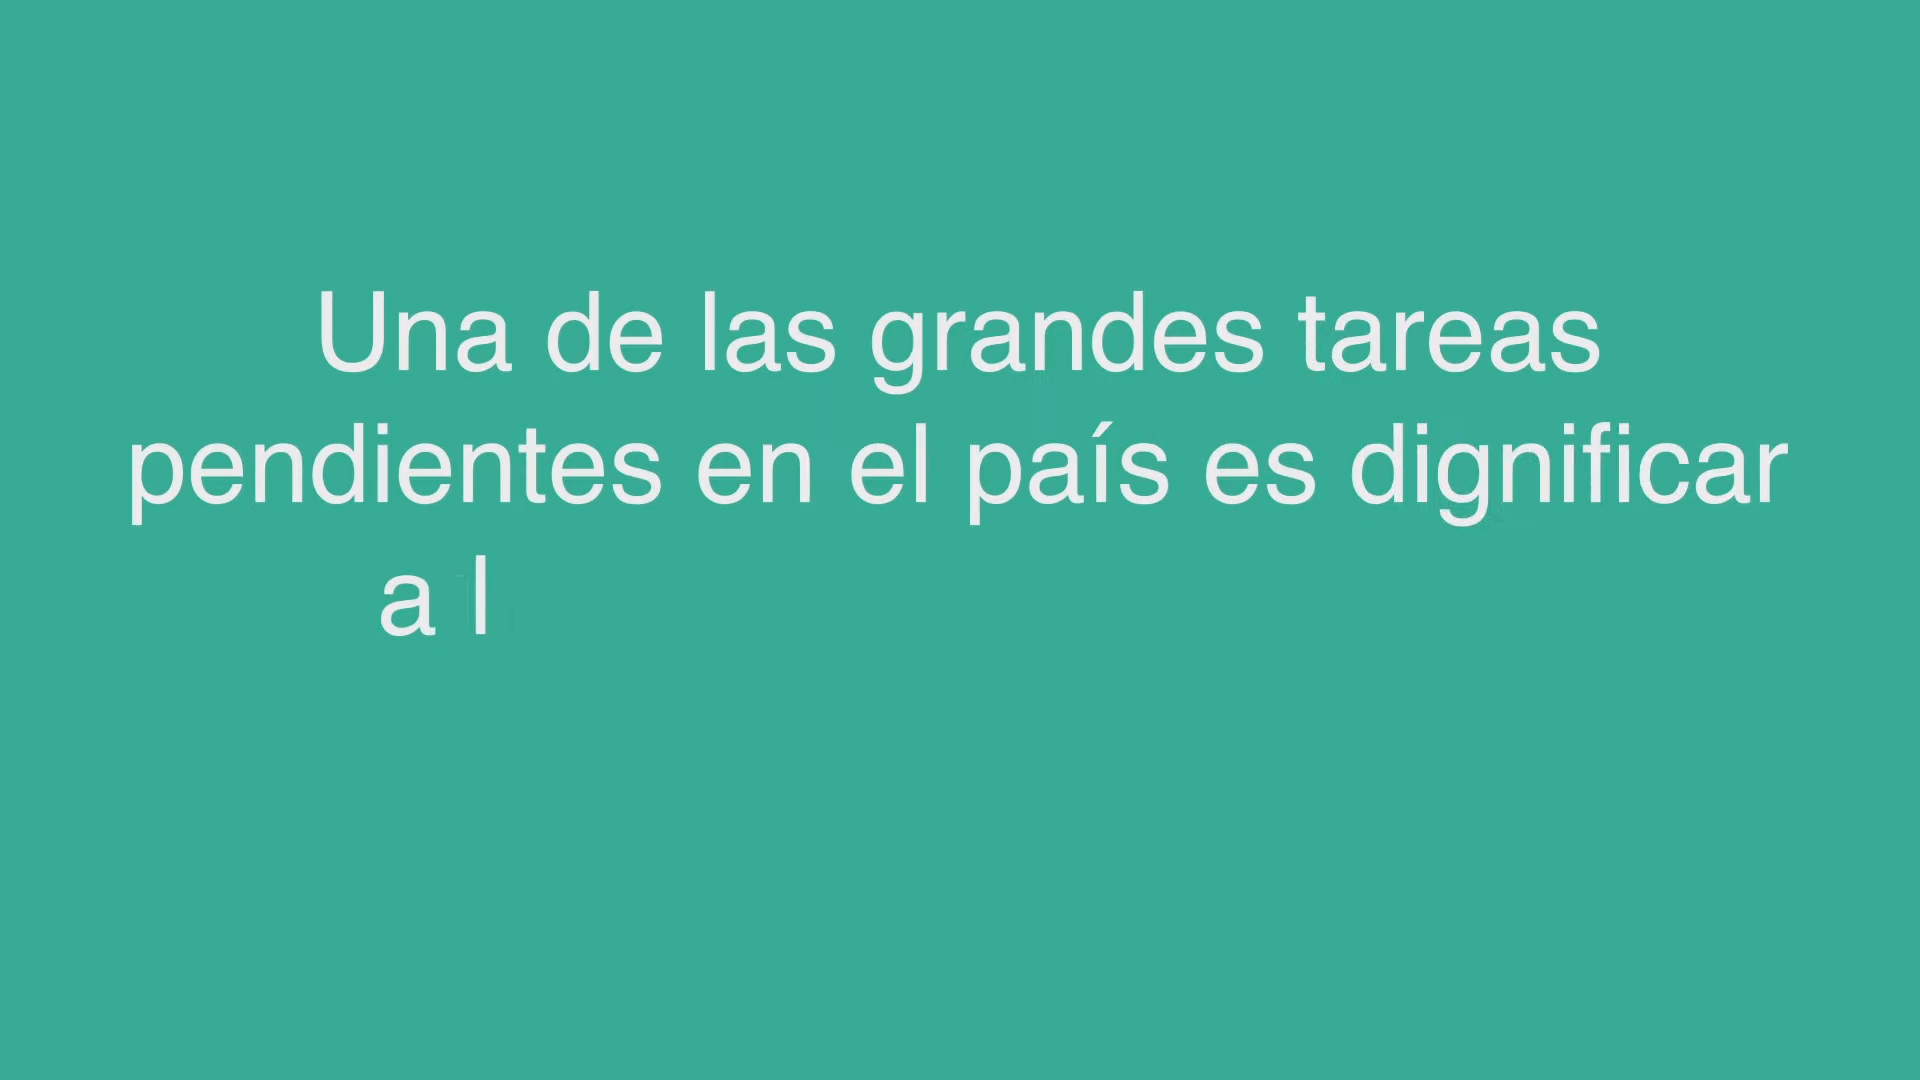 Una de las grandes tareas
pendientes en el país es dignificar
a l